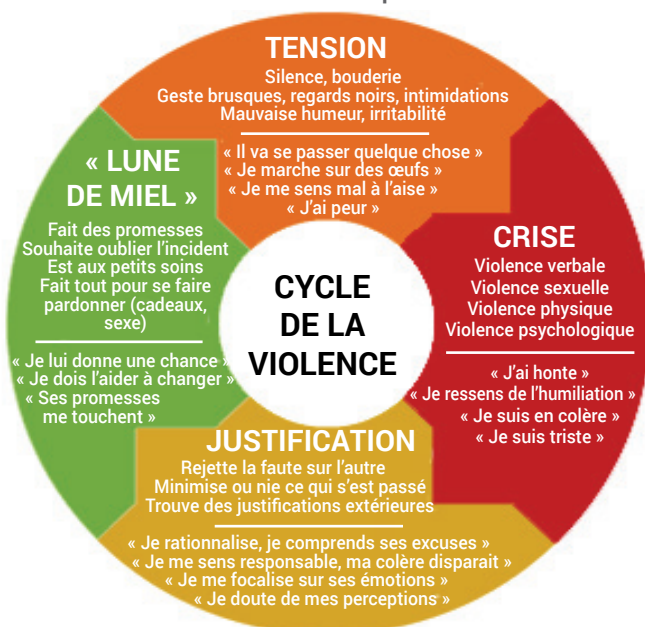 TENSION
Silence, bouderie
Geste brusques, regards noirs, intimidations
Mauvaise humeur, irritabilité
« Il va se passer quelque chose »
« Je marche sur des œufs »
« Je me sens mal à l'aise »
« J'ai peur »
CRISE
Violence verbale
Violence sexuelle
Violence physique
Violence psychologique
« J'ai honte »
« Je ressens de l'humiliation »
« Je suis en colère »
« Je suis triste »
JUSTIFICATION
Rejette la faute sur l'autre
Minimise ou nie ce qui s'est passé
Trouve des justifications extérieures
« Je rationnalise, je comprends ses excuses »
« Je me sens responsable, ma colère disparait »
« Je me focalise sur ses émotions »
« Je doute de mes perceptions »
« LUNE
DE MIEL »
Fait des promesses
Souhaite oublier l'incident
Est aux petits soins
Fait tout pour se faire
pardonner (cadeaux,
sexe)
« Je lui donne une chance »
« Je dois l'aider à changer »
« Ses promesses
me touchent »
CYCLE
DE LA
VIOLENCE